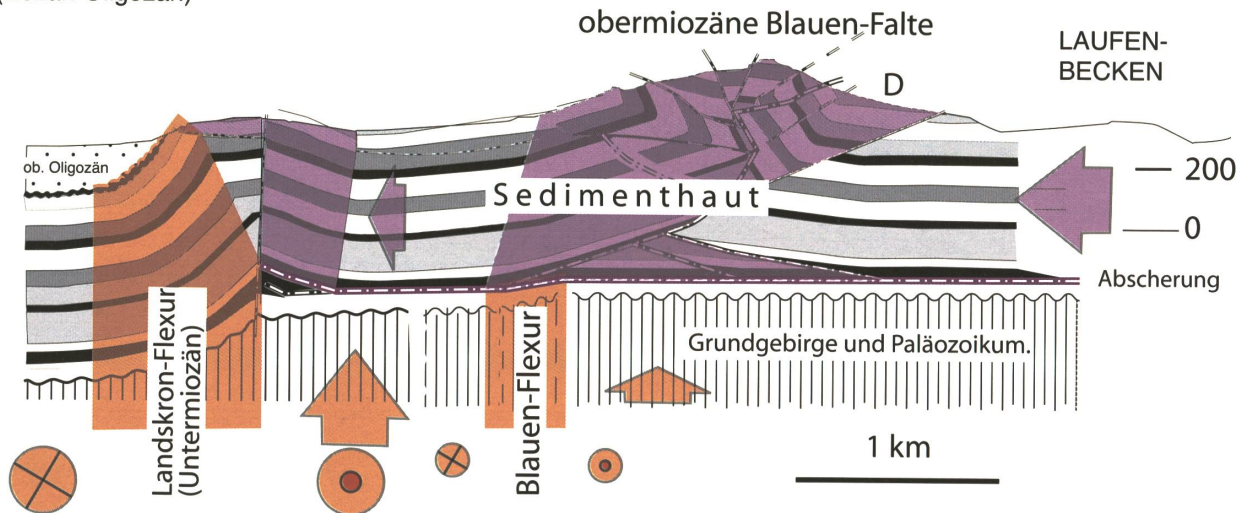 obermiozäne Blauen-Falte
LAUFEN-
BECKEN
D
ob. Oligozän
200
Sedimenthaut
0
Abscherung
Landskron-Flexur
(Untermiozän)
Blauen-Flexur
Grundgebirge und Paläozoikum.
1 km